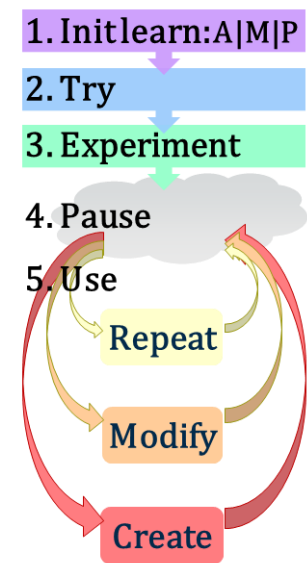 1. Initlearn:A|M|P
2. Try
3. Experiment
4. Pause
5. Use
Repeat
Modify
Create